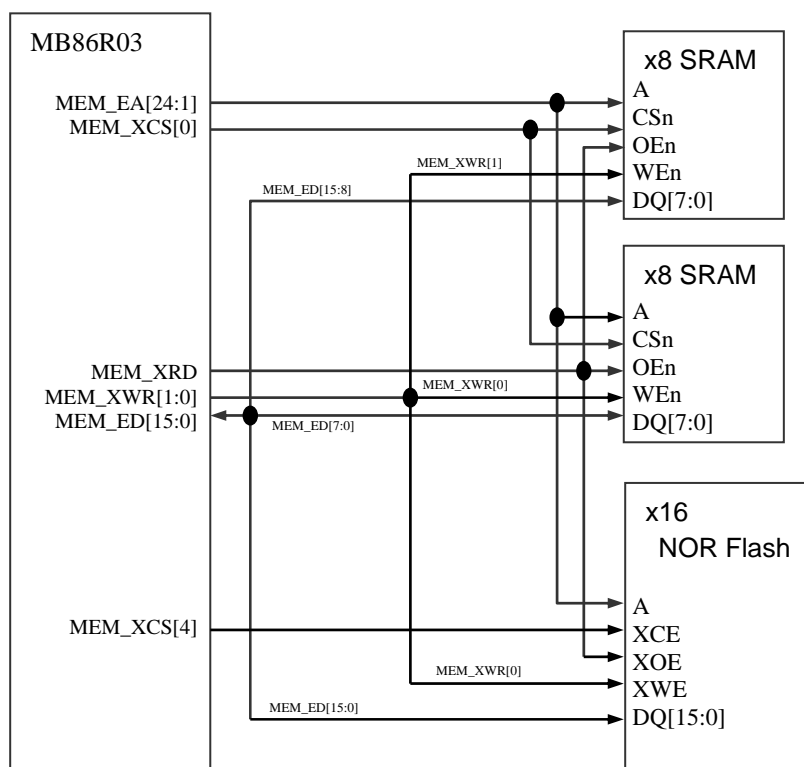 MB86R03
MEM_EA[24:1]
MEM_XCS[0]
MEM_XRD
MEM_XWR[1:0]
MEM_ED[15:0]
MEM_XCS[4]
MEM_XWR[1]
MEM_ED[15:8]
MEM_XWR[0]
MEM_ED[7:0]
MEM_XWR[0]
MEM_ED[15:0]
x8 SRAM
A
CSn
OEn
WEn
DQ[7:0]
x8 SRAM
A
CSn
OEn
WEn
DQ[7:0]
x16
NOR Flash
A
XCE
XOE
XWE
DQ[15:0]